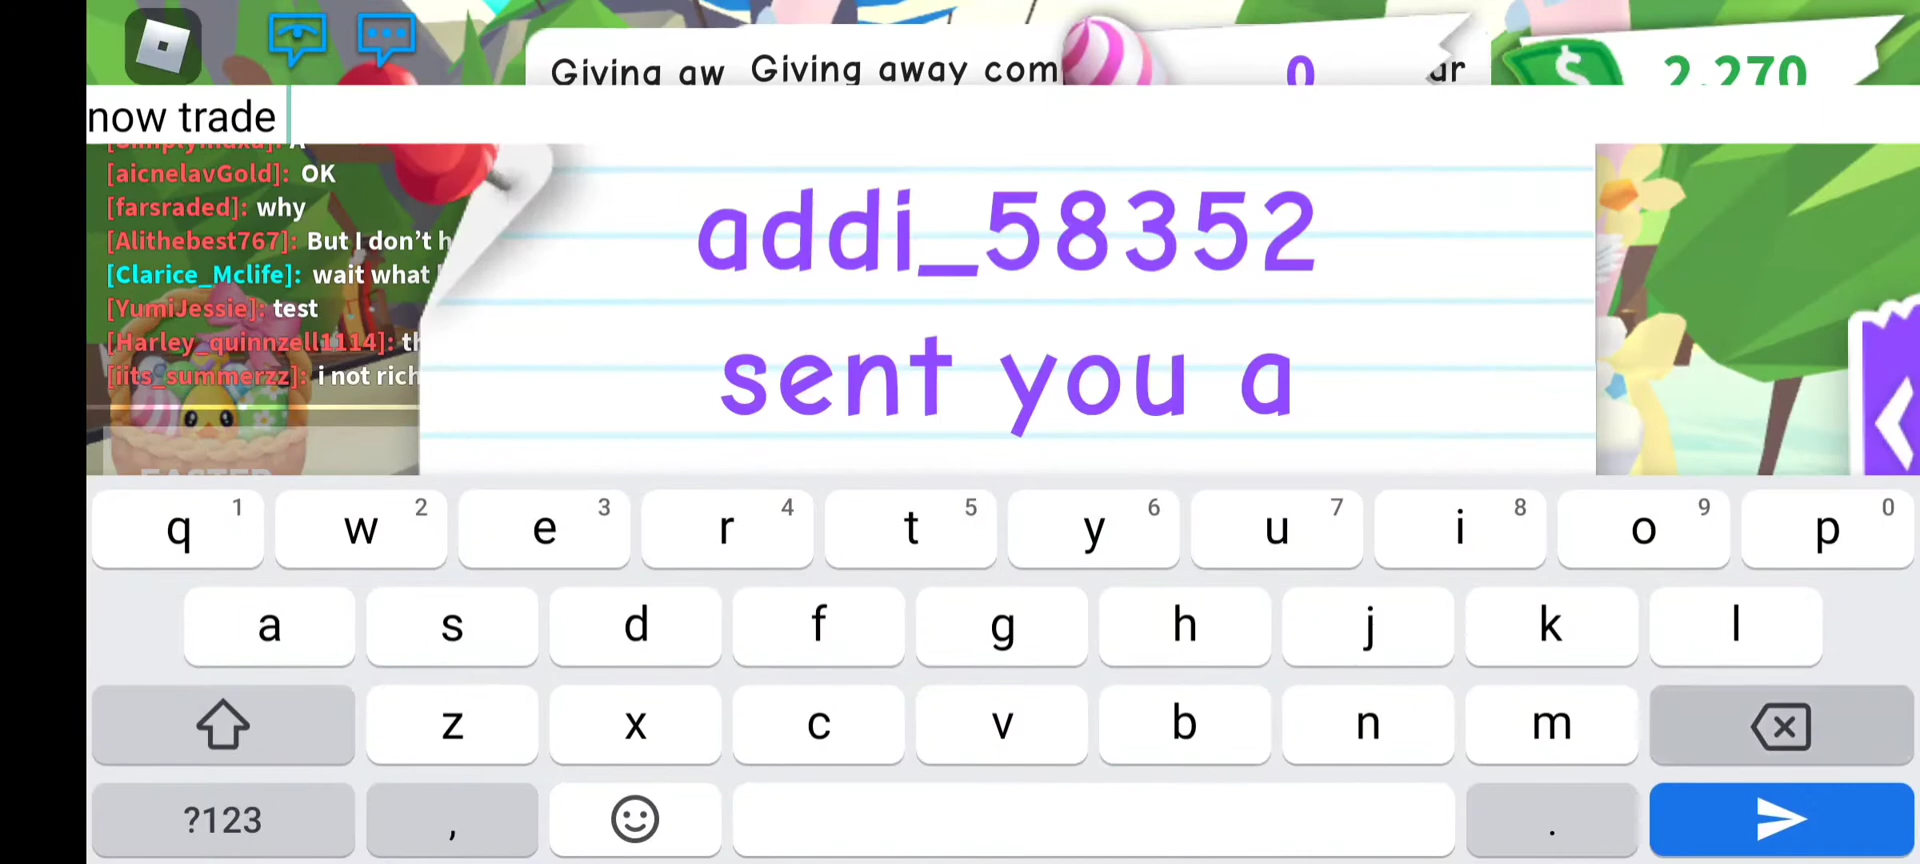 Giving aw Giving away com
0
ar
2,270
now trade
[aicnelavGold]: OK
[farsraded]: why
[Alithebest767]: But I don't h
[Clarice_Mclife]: wait what
[YumiJessie]: test
[Harley_quinnzell1114]: th
[iits_summerzz]: i not rich
addi_58352
sent you a
EASTER
q 1 w 2 e 3 r 4 t 5 y 6 u 7 i 8 o 9 p 0
a s d f g h j k l
z x c v b n m
?123 , .